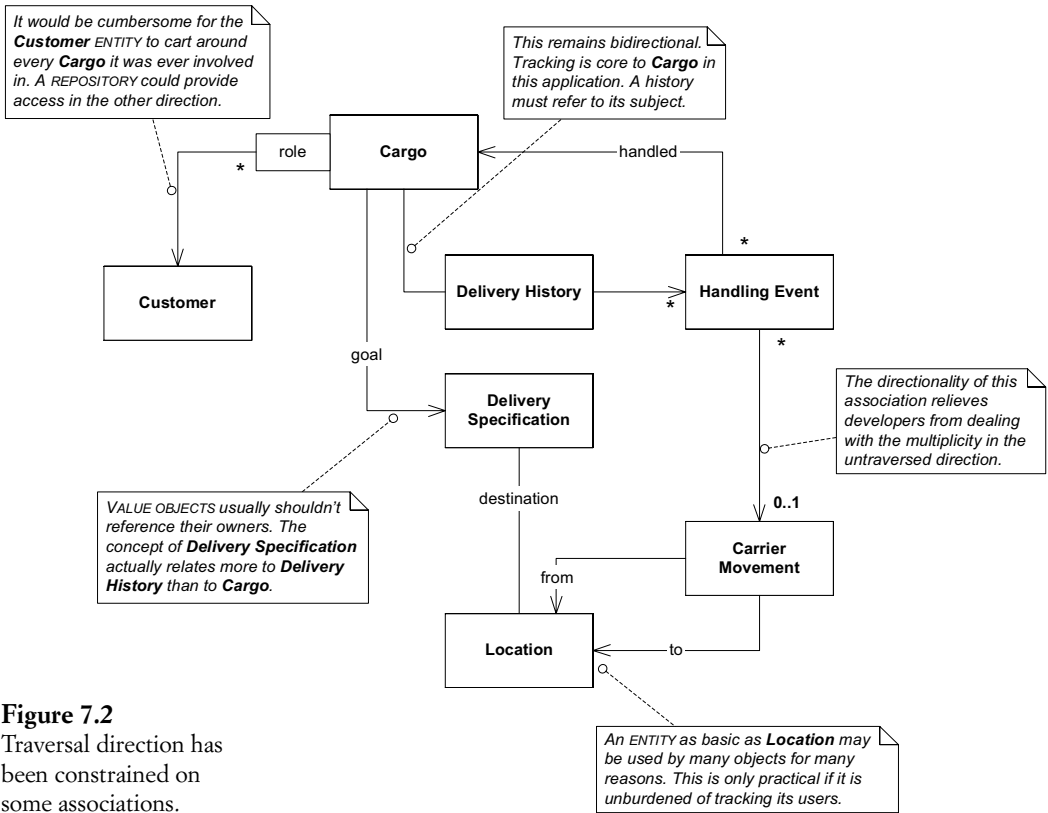 It would be cumbersome for the
Customer ENTITY to cart around
every Cargo it was ever involved
in. A REPOSITORY could provide
access in the other direction.
This remains bidirectional.
Tracking is core to Cargo in
this application. A history
must refer to its subject.
role
Cargo
handled
*
*
Customer
Delivery History
*
Handling Event
*
goal
Delivery
Specification
The directionality of this
association relieves
developers from dealing
with the multiplicity in the
untraversed direction.
destination
0..1
VALUE OBJECTS usually shouldn’t
reference their owners. The
concept of Delivery Specification
actually relates more to Delivery
History than to Cargo.
Carrier
Movement
from
Location
to
Figure 7.2
Traversal direction has
been constrained on
some associations.
An ENTITY as basic as Location may
be used by many objects for many
reasons. This is only practical if it is
unburdened of tracking its users.